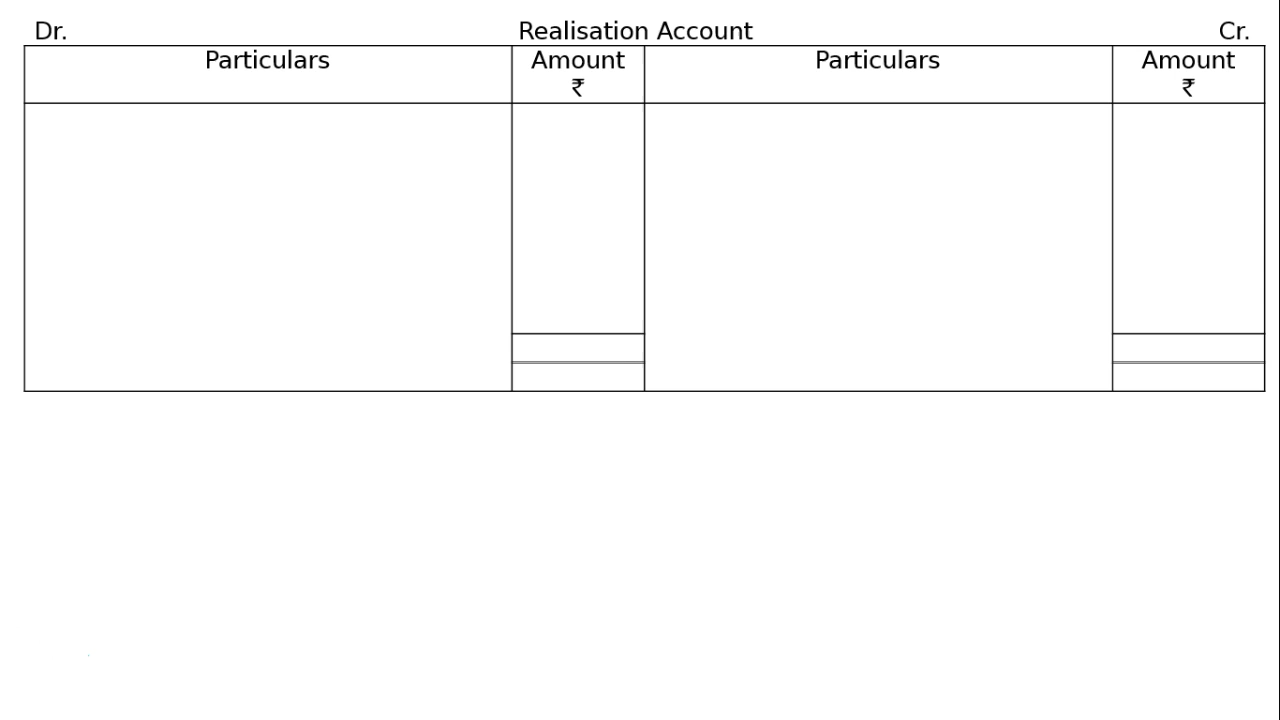 Dr. Realisation Account Cr.
Particulars Amount ₹ Particulars Amount ₹